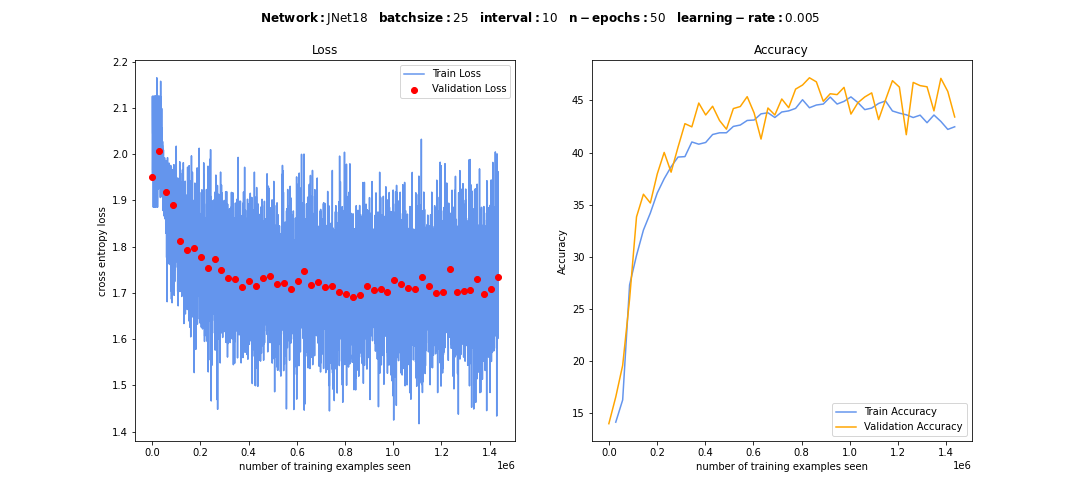 Network:JNet18 batchsize:25 interval:10 n−epochs:50 learning−rate:0.005
Loss
cross entropy loss
2.2
2.1
2.0
1.9
1.8
1.7
1.6
1.5
1.4
Train Loss
Validation Loss
0.0 0.2 0.4 0.6 0.8 1.0 1.2 1.4
1e6
number of training examples seen
Accuracy
Accuracy
45
40
35
30
25
20
15
Train Accuracy
Validation Accuracy
0.0 0.2 0.4 0.6 0.8 1.0 1.2 1.4
1e6
number of training examples seen